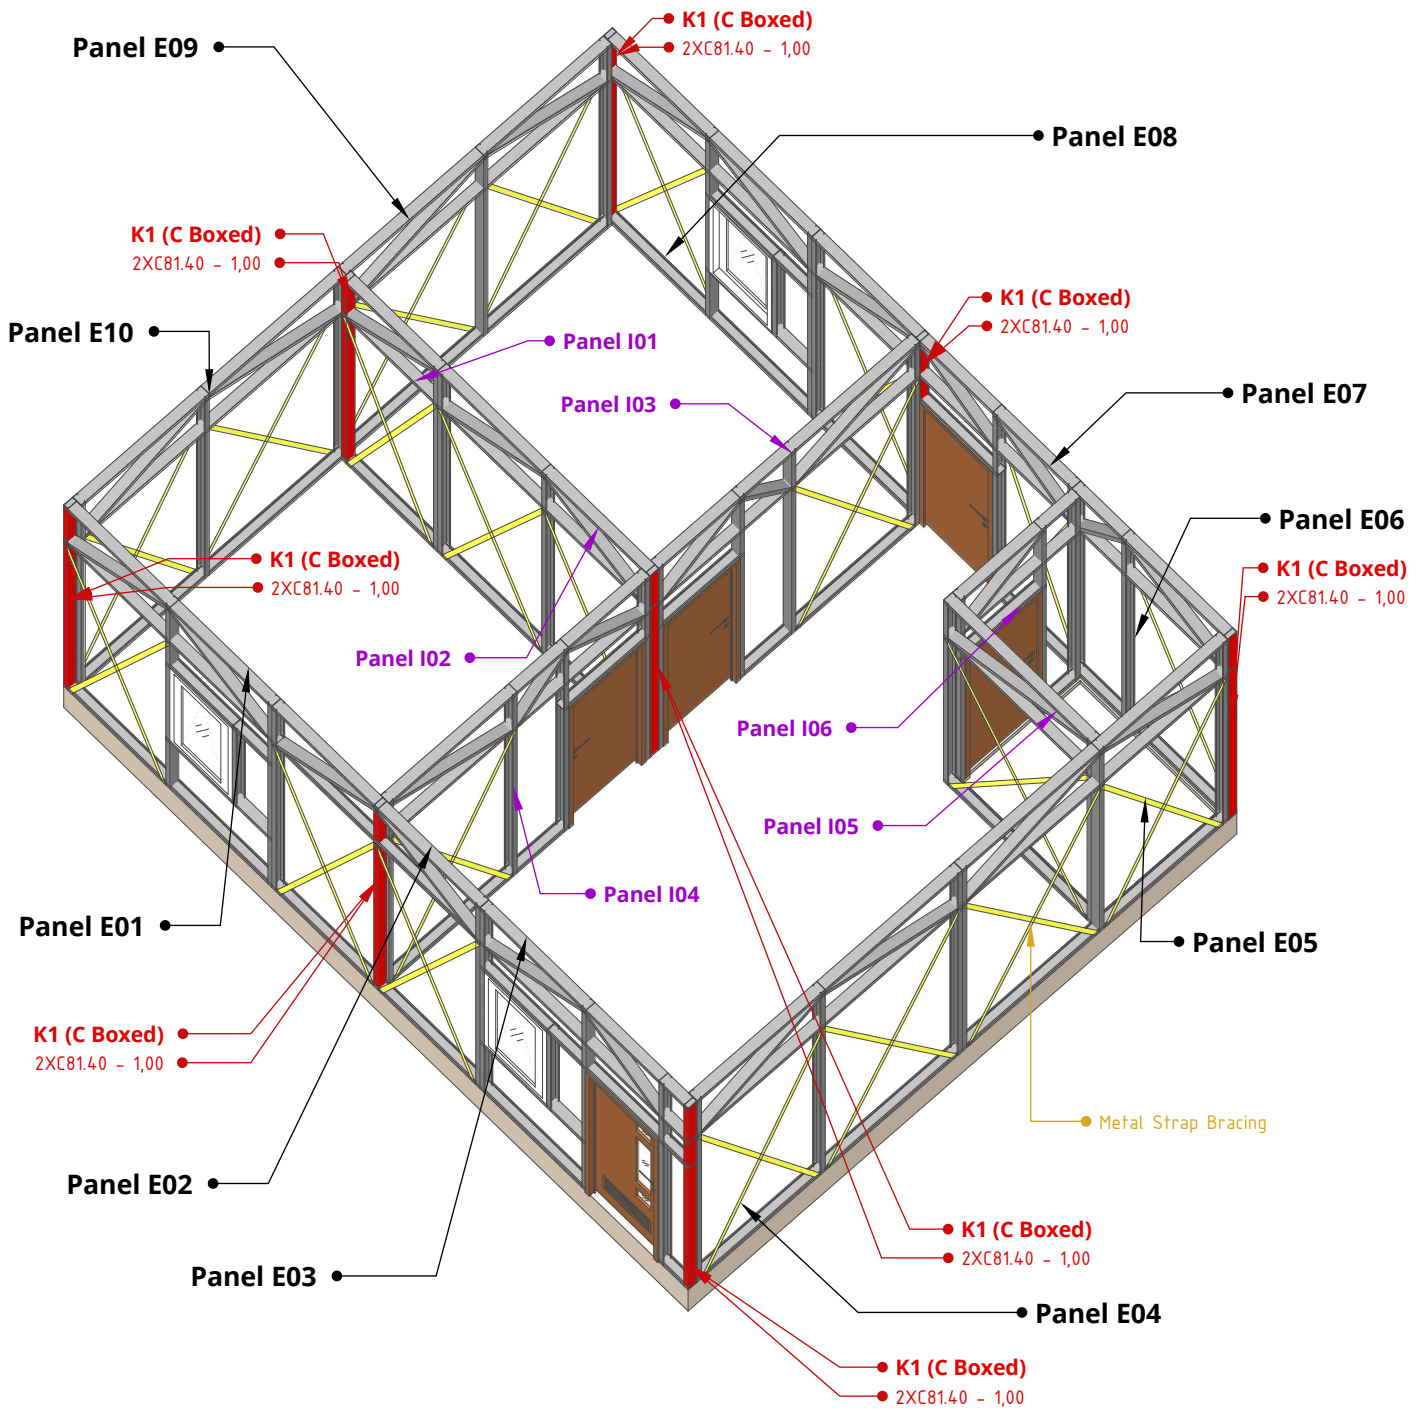 K1 (C Boxed)
2XC81.40 - 1,00
Panel E09
Panel E08
K1 (C Boxed)
2XC81.40 - 1,00
K1 (C Boxed)
2XC81.40 - 1,00
Panel E10
Panel I01
Panel I03
Panel E07
Panel E06
K1 (C Boxed)
2XC81.40 - 1,00
K1 (C Boxed)
2XC81.40 - 1,00
Panel I02
Panel I06
Panel I05
Panel I04
Panel E01
Panel E05
K1 (C Boxed)
2XC81.40 - 1,00
Metal Strap Bracing
Panel E02
K1 (C Boxed)
2XC81.40 - 1,00
Panel E03
Panel E04
K1 (C Boxed)
2XC81.40 - 1,00